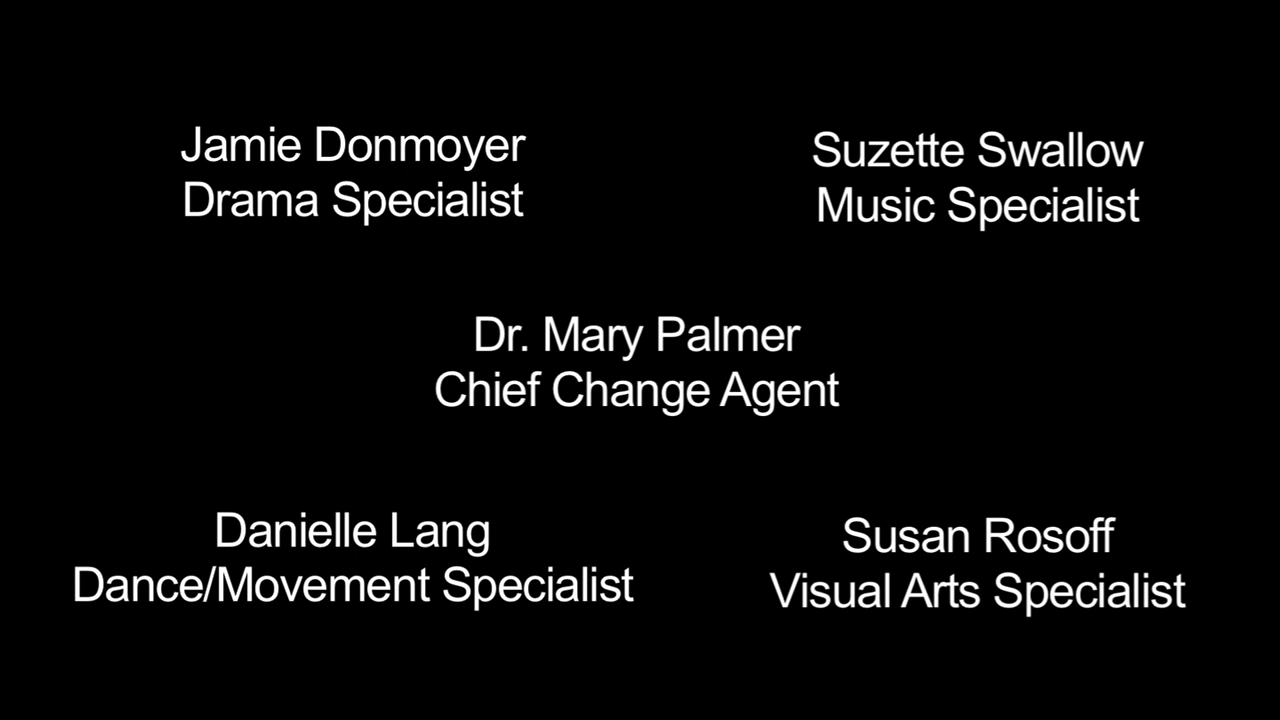 Jamie Donmoyer
Drama Specialist
Suzette Swallow
Music Specialist
Dr. Mary Palmer
Chief Change Agent
Danielle Lang
Dance/Movement Specialist
Susan Rosoff
Visual Arts Specialist